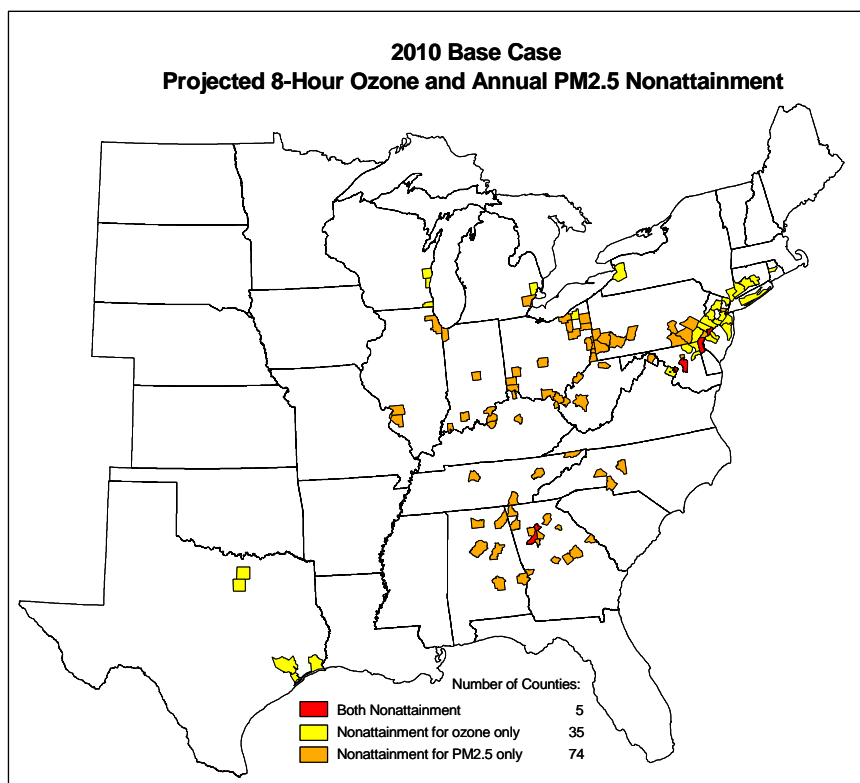 2010 Base Case
Projected 8-Hour Ozone and Annual PM2.5 Nonattainment
Number of Counties:
Both Nonattainment 5
Nonattainment for ozone only 35
Nonattainment for PM2.5 only 74